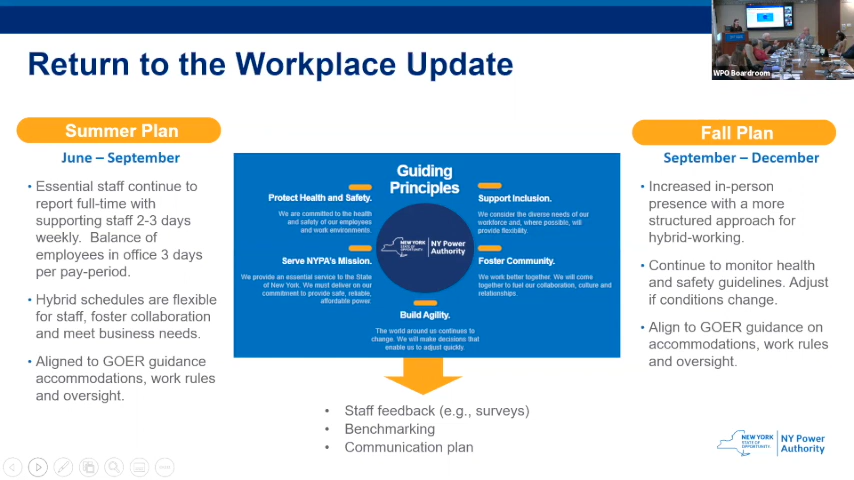 Return to the Workplace Update
WPO Boardroom
Summer Plan
June – September
• Essential staff continue to
report full-time with
supporting staff 2-3 days
weekly. Balance of
employees in office 3 days
per pay-period.
• Hybrid schedules are flexible
for staff, foster collaboration
and meet business needs.
• Aligned to GOER guidance
accommodations, work rules
and oversight.
Guiding
Principles
Protect Health and Safety.
We are committed to the health
and safety of our employees
and work environments.
Serve NYPA's Mission.
We provide an essential service to the State
of New York. We must deliver on our
commitment to provide safe, reliable,
affordable power.
Support Inclusion.
We consider the diverse needs of our
workforce and, where possible, will
provide flexibility.
Foster Community.
We work better together. We will come
together to fuel our collaboration, culture and
relationships.
NEW YORK
STATE OF
OPPORTUNITY
NY Power
Authority
Build Agility.
The world around us continues to
change. We will make decisions that
enable us to adjust quickly.
• Staff feedback (e.g., surveys)
• Benchmarking
• Communication plan
Fall Plan
September – December
• Increased in-person
presence with a more
structured approach for
hybrid-working.
• Continue to monitor health
and safety guidelines. Adjust
if conditions change.
• Align to GOER guidance on
accommodations, work rules
and oversight.
NEW YORK
STATE OF
OPPORTUNITY
NY Power
Authority